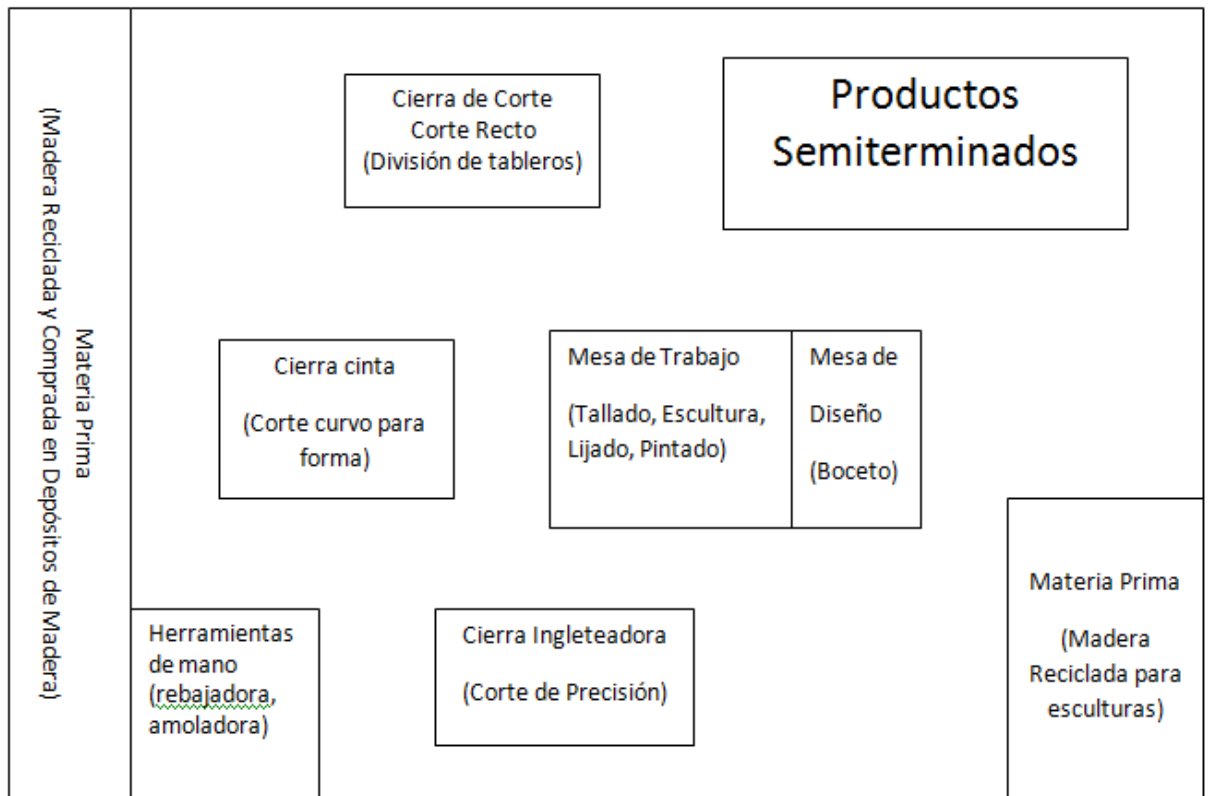 Materia Prima
(Madera Reciclada y Comprada en Depósitos de Madera)
Cierra de Corte
Corte Recto
(División de tableros)
Productos
Semiterminados
Cierra cinta
(Corte curvo para
forma)
Mesa de Trabajo
(Tallado, Escultura,
Lijado, Pintado)
Mesa de
Diseño
(Boceto)
Herramientas
de mano
(rebajadora,
amoladora)
Cierra Ingleteadora
(Corte de Precisión)
Materia Prima
(Madera
Reciclada para
esculturas)